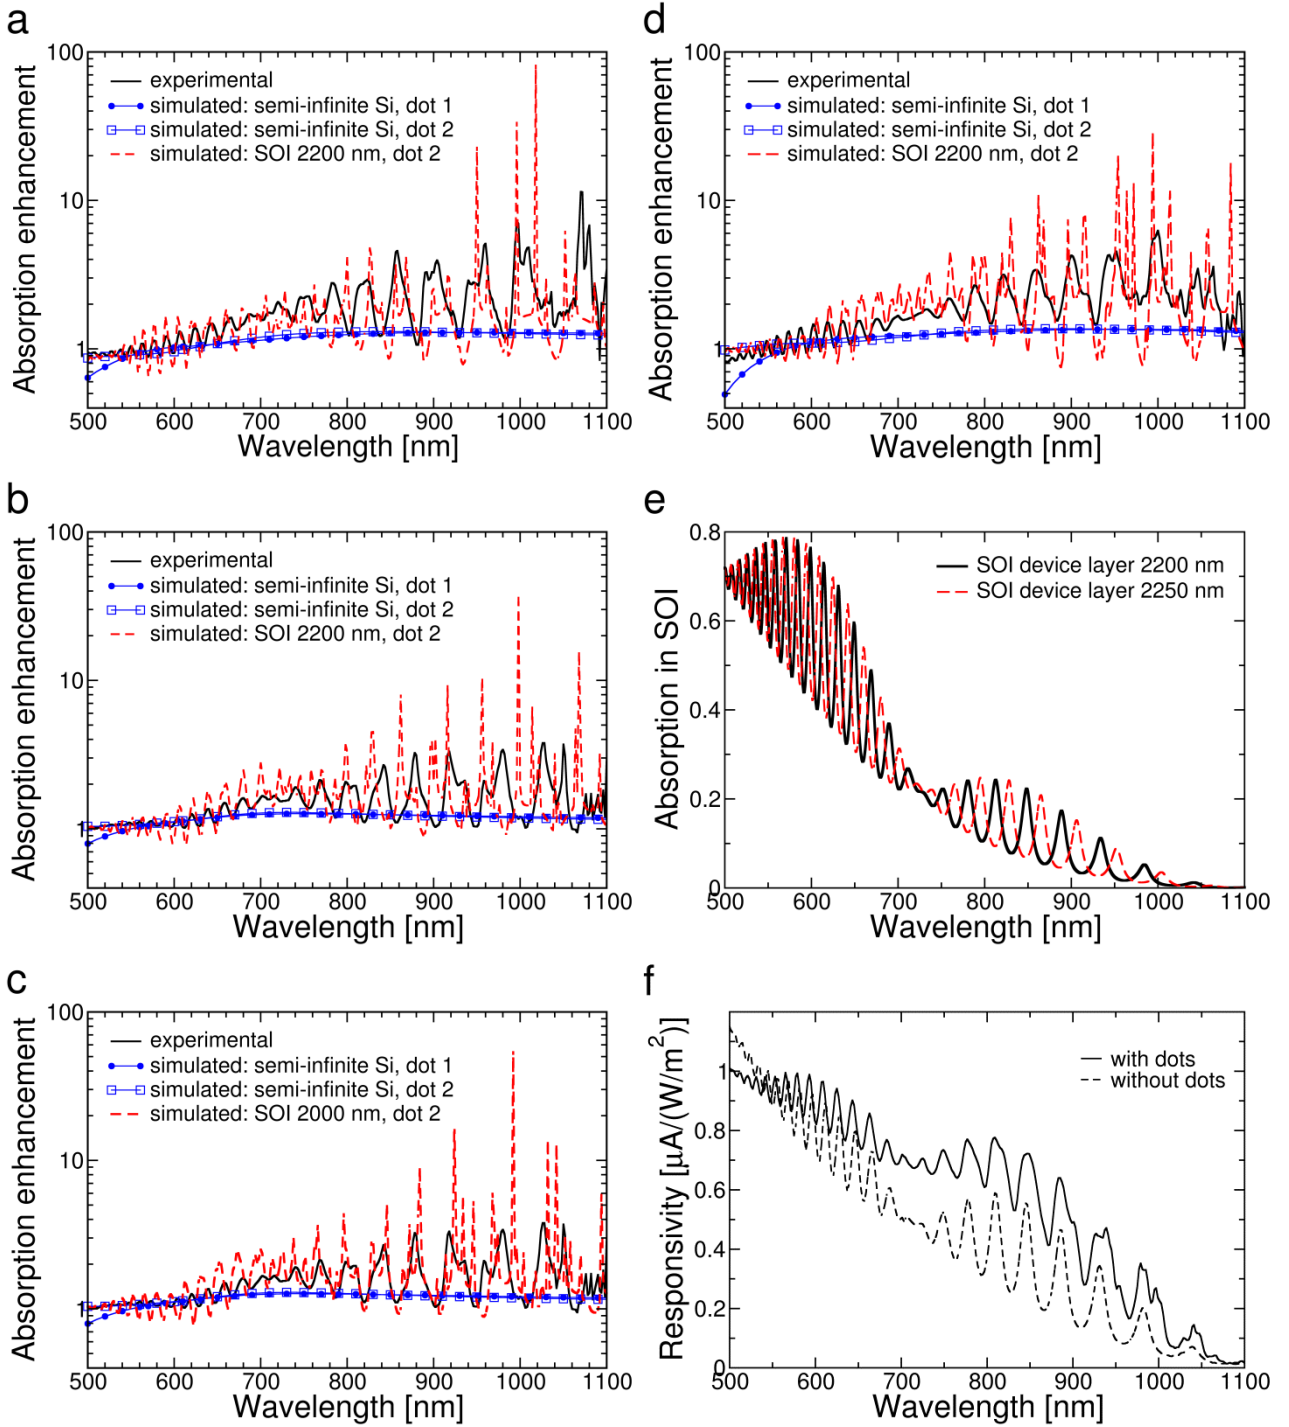 a
Absorption enhancement
100
10
1
experimental
simulated: semi-infinite Si, dot 1
simulated: semi-infinite Si, dot 2
simulated: SOI 2200 nm, dot 2
500 600 700 800 900 1000 1100
Wavelength [nm]
b
Absorption enhancement
100
10
1
experimental
simulated: semi-infinite Si, dot 1
simulated: semi-infinite Si, dot 2
simulated: SOI 2200 nm, dot 2
500 600 700 800 900 1000 1100
Wavelength [nm]
c
Absorption enhancement
100
10
1
experimental
simulated: semi-infinite Si, dot 1
simulated: semi-infinite Si, dot 2
simulated: SOI 2000 nm, dot 2
500 600 700 800 900 1000 1100
Wavelength [nm]
d
Absorption enhancement
100
10
1
experimental
simulated: semi-infinite Si, dot 1
simulated: semi-infinite Si, dot 2
simulated: SOI 2200 nm, dot 2
500 600 700 800 900 1000 1100
Wavelength [nm]
e
Absorption in SOI
0.8
0.6
0.4
0.2
0
SOI device layer 2200 nm
SOI device layer 2250 nm
500 600 700 800 900 1000 1100
Wavelength [nm]
f
Responsivity [µA/(W/m²)]
1
0.8
0.6
0.4
0.2
0
with dots
without dots
500 600 700 800 900 1000 1100
Wavelength [nm]